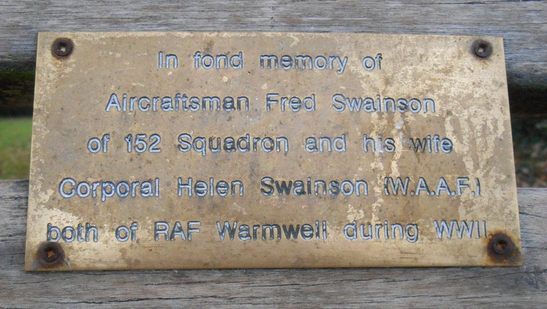 In fond memory of
Aircraftsman Fred Swainson
of 152 Squadron and his wife
Corporal Helen Swainson (W.A.A.F.)
both of RAF Warmwell during WWII